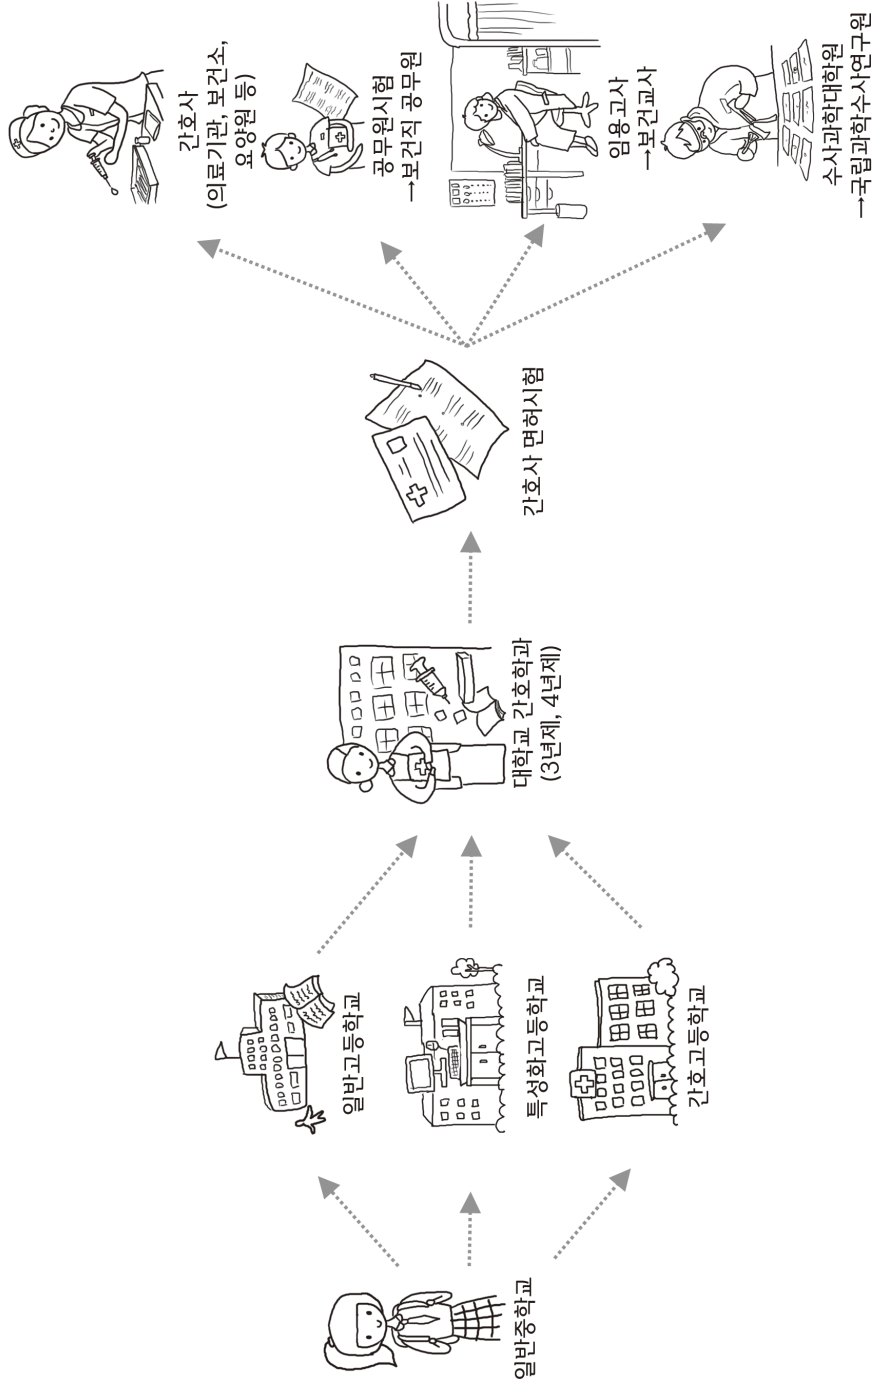 일반중학교
일반고등학교
특성화고등학교
간호고등학교
대학교 간호학과
(3년제, 4년제)
간호사 면허시험
간호사
(의료기관, 보건소,
요양원 등)
공무원시험
→보건직 공무원
임용고사
→보건교사
수사과학대학원
→국립과학수사연구원